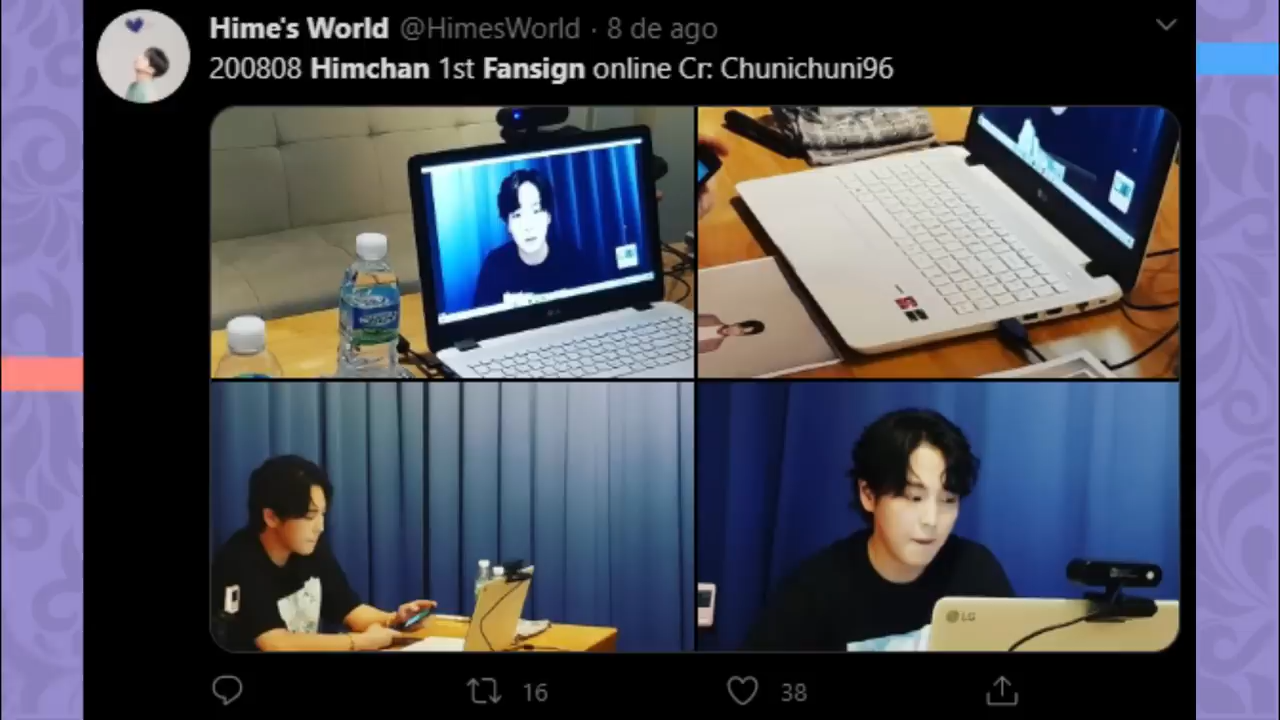 Hime's World @HimesWorld · 8 de ago
200808 Himchan 1st Fansign online Cr: Chunichuni96
LG
16
38